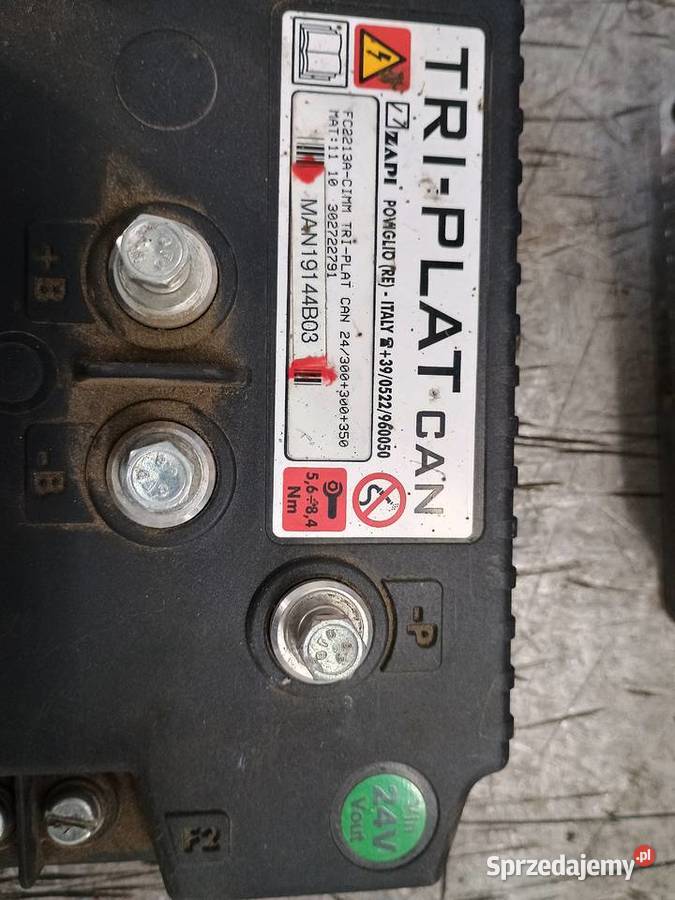 TRI-PLAT CAN
ZAPI POVIGLIO (RE) - ITALY ☎+39/0522/960050
FC2213A-CIMM TRI-PLAT CAN 24/300+300+350
MAT:11 10 302722791
MAN19144B03
5,6÷8,4
Nm
+B
-B
-P
Vin
24V
Vout
F2
Sprzedajemy.pl